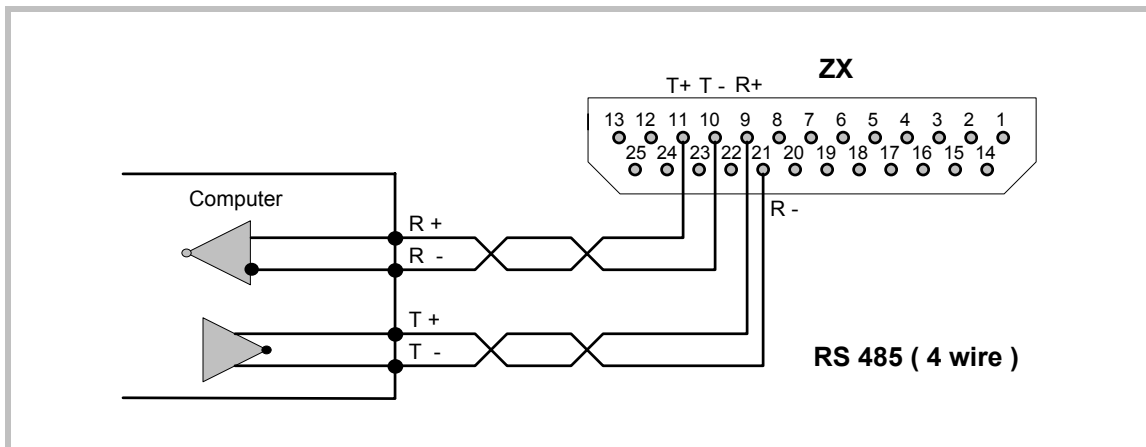 ZX
T+ T - R+
13 12 11 10 9 8 7 6 5 4 3 2 1
25 24 23 22 21 20 19 18 17 16 15 14
Computer
R -
R +
R -
T +
T -
RS 485 ( 4 wire )